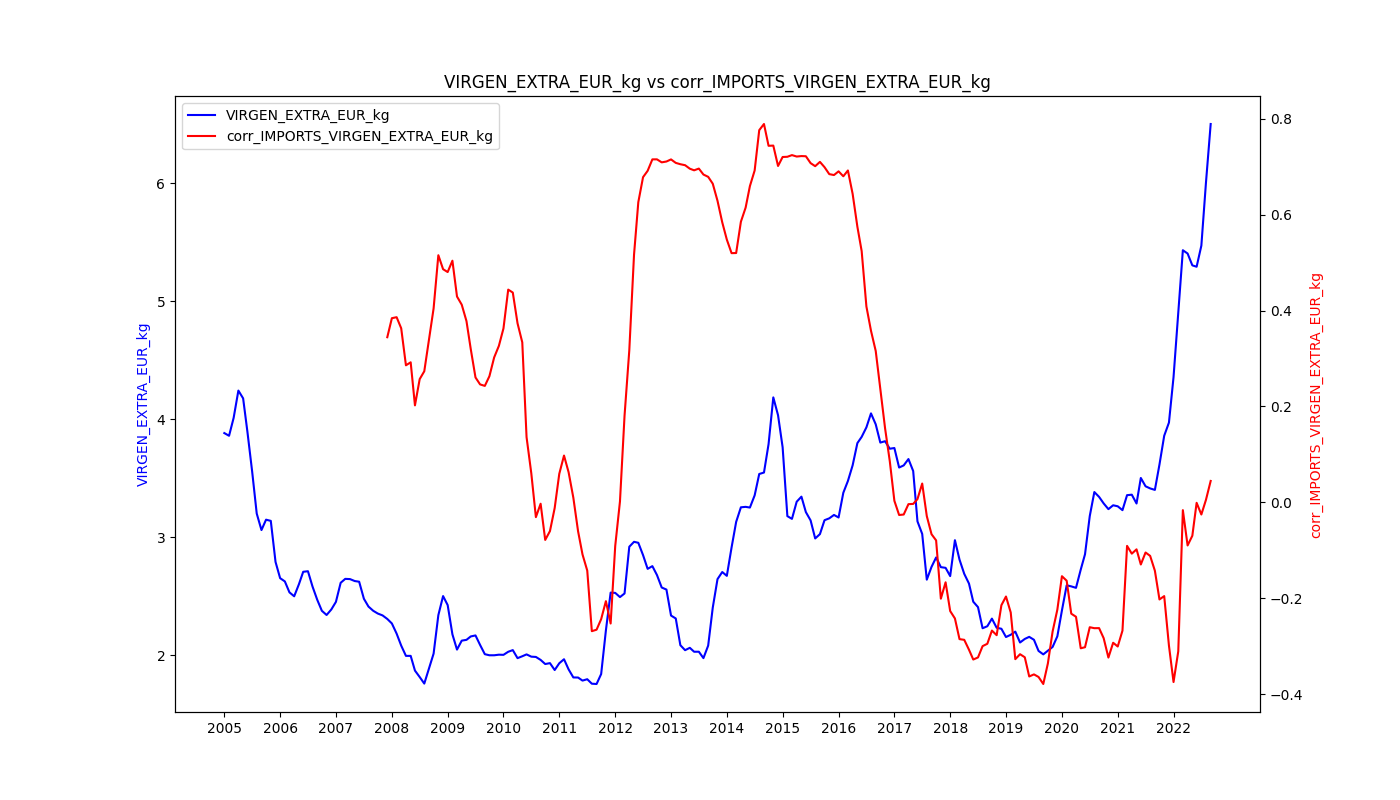 VIRGEN_EXTRA_EUR_kg vs corr_IMPORTS_VIRGEN_EXTRA_EUR_kg
VIRGEN_EXTRA_EUR_kg
corr_IMPORTS_VIRGEN_EXTRA_EUR_kg
VIRGEN_EXTRA_EUR_kg
6
5
4
3
2
0.8
0.6
0.4
0.2
0.0
−0.2
−0.4
corr_IMPORTS_VIRGEN_EXTRA_EUR_kg
2005 2006 2007 2008 2009 2010 2011 2012 2013 2014 2015 2016 2017 2018 2019 2020 2021 2022